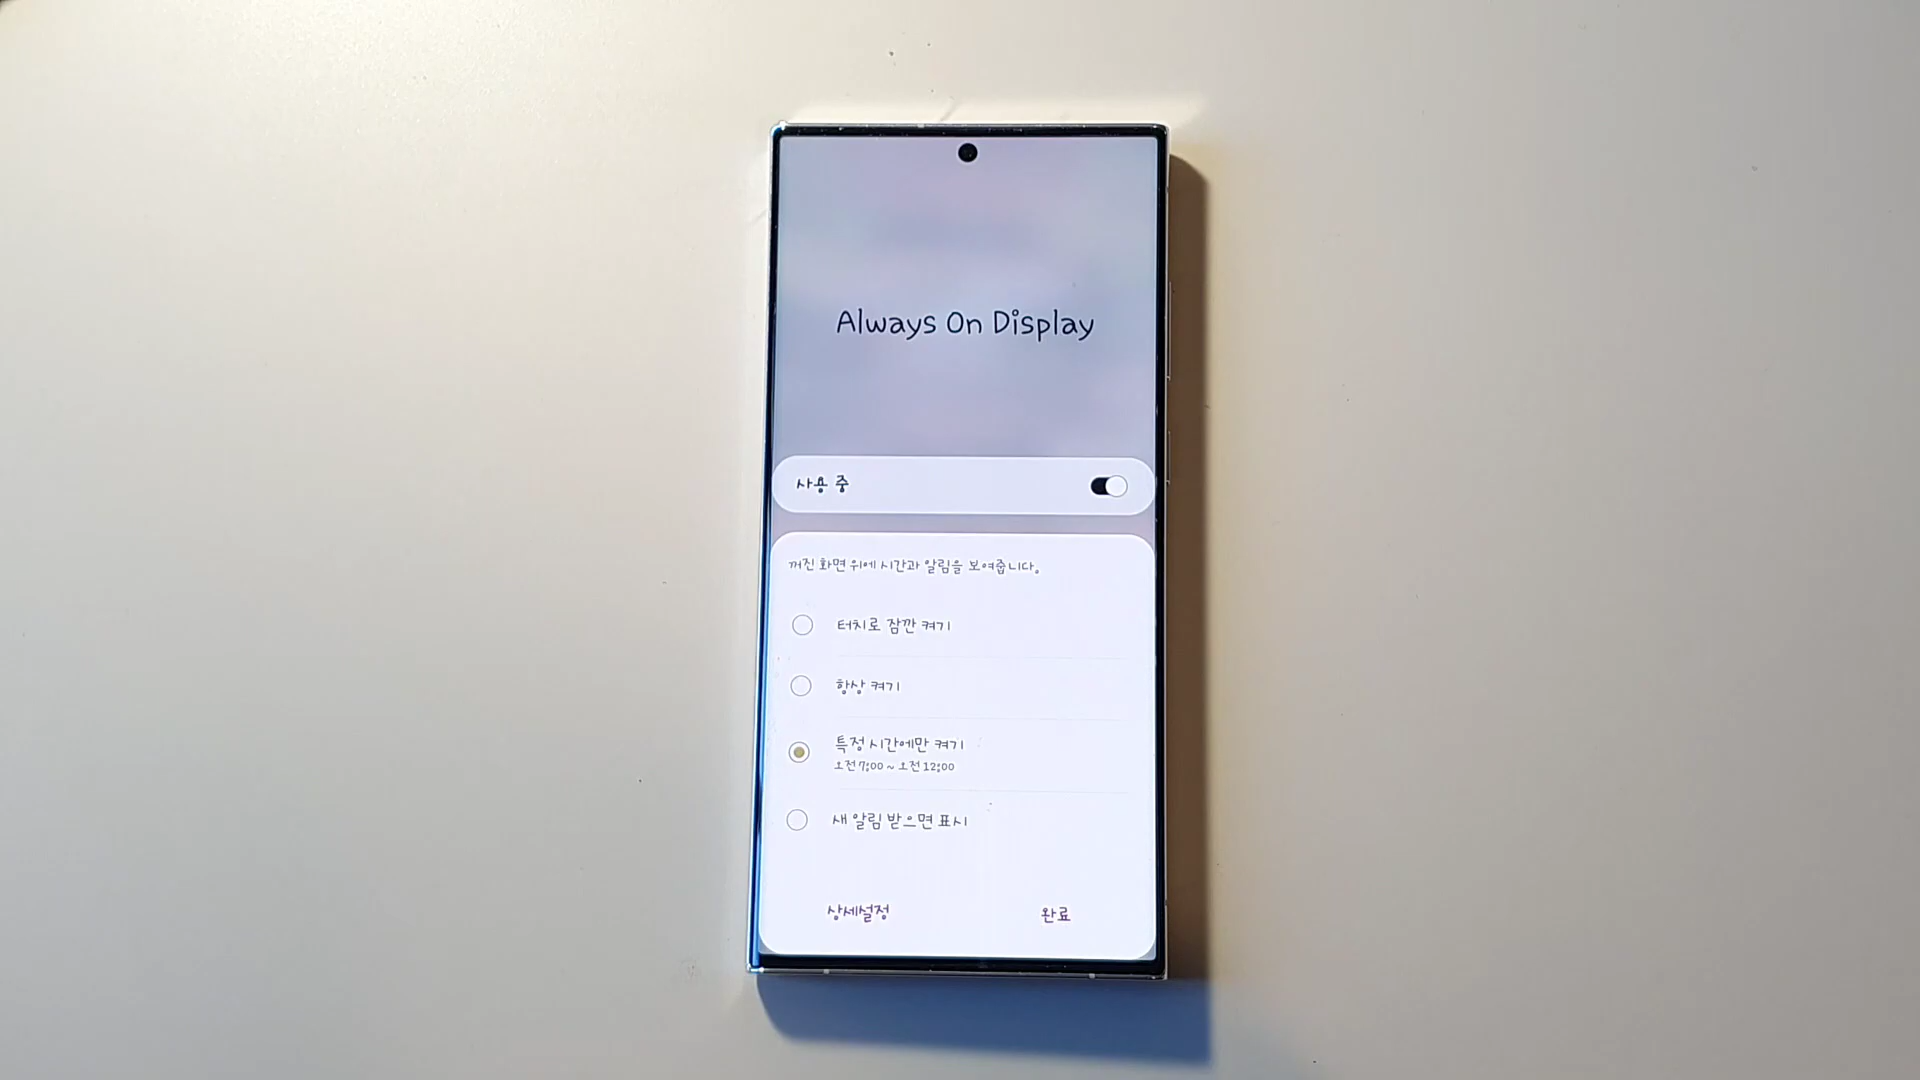 Always On Display
사용 중
꺼진 화면 위에 시간과 알림을 보여줍니다.
터치로 잠깐 켜기
항상 켜기
특정 시간에만 켜기
오전 7:00 ~ 오전 12:00
새 알림 받으면 표시
상세설정
완료